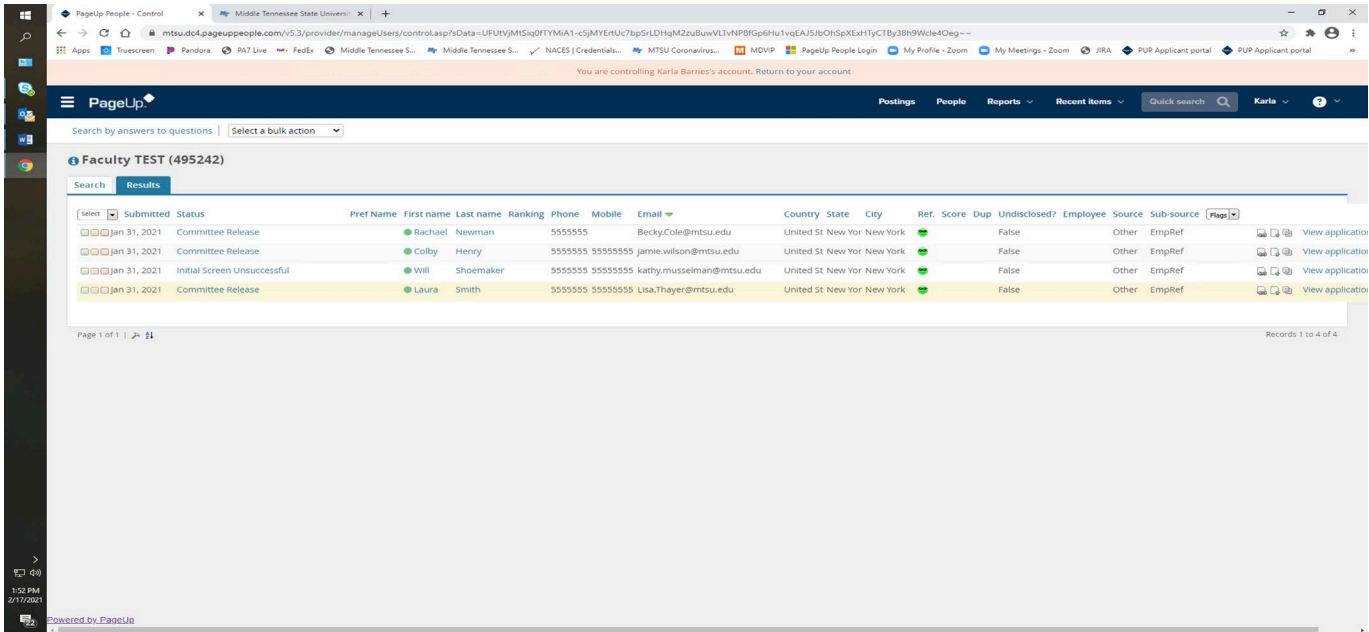 PageUp People - Control
Middle Tennessee State Universit
mtsu.dc4.pageuppeople.com/v5.3/provider/manageUsers/control.asp?sData=UFUtVjMtSiq0fTYMiA1-c5jMYErtUc7bpSrLDHqM2zuBuwVLTvNP8fGp6Hu1vqEAJ5JbOhSpXExHTyCTBy38h9Wcle4Oeg~~
Apps Truescreen Pandora PA7 Live FedEx Middle Tennessee S... Middle Tennessee S... NACES | Credentials... MTSU Coronavirus... MDVIP PageUp People Login My Profile - Zoom My Meetings - Zoom JIRA PUP Applicant portal PUP Applicant portal »
You are controlling Karla Barnes's account. Return to your account
PageUp. Postings People Reports Recent items Quick search Karla
Search by answers to questions | Select a bulk action
Faculty TEST (495242)
Search Results
Select Submitted Status Pref Name First name Last name Ranking Phone Mobile Email Country State City Ref. Score Dup Undisclosed? Employee Source Sub-source Flags
Jan 31, 2021 Committee Release Rachael Newman 5555555 Becky.Cole@mtsu.edu United St New Yor New York False Other EmpRef View applicatio
Jan 31, 2021 Committee Release Colby Henry 5555555 55555555 jamie.wilson@mtsu.edu United St New Yor New York False Other EmpRef View applicatio
Jan 31, 2021 Initial Screen Unsuccessful Will Shoemaker 5555555 55555555 kathy.musselman@mtsu.edu United St New Yor New York False Other EmpRef View applicatio
Jan 31, 2021 Committee Release Laura Smith 5555555 55555555 Lisa.Thayer@mtsu.edu United St New Yor New York False Other EmpRef View applicatio
Page 1 of 1 | Records 1 to 4 of 4
1:52 PM
2/17/2021
22
Powered by PageUp